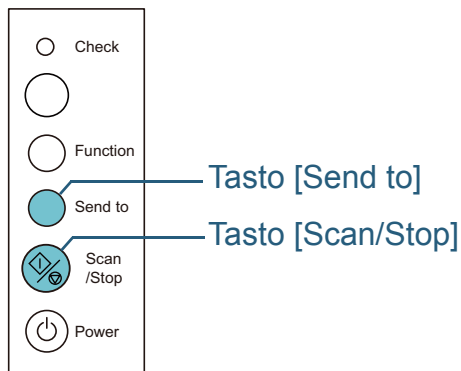 Check
Function
Tasto [Send to]
Send to
Tasto [Scan/Stop]
Scan
/Stop
Power